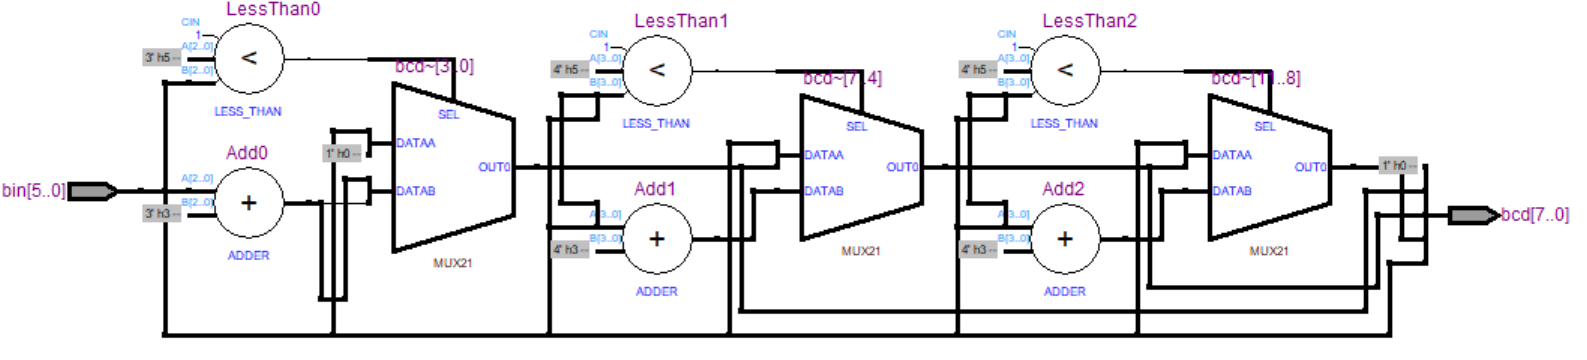 LessThan0
CIN
1
A[2..0]
3' h5 --
B[2..0]
<
LESS_THAN
bcd~[3..0]
SEL
DATAA
1' h0 --
OUT0
DATAB
MUX21
Add0
bin[5..0]
A[2..0]
B[2..0]
3' h3 --
+
ADDER
LessThan1
CIN
1
A[3..0]
4' h5 --
B[3..0]
<
LESS_THAN
bcd~[7..4]
SEL
DATAA
OUT0
DATAB
MUX21
Add1
A[3..0]
B[3..0]
4' h3 --
+
ADDER
LessThan2
CIN
1
A[3..0]
4' h5 --
B[3..0]
<
LESS_THAN
bcd~[11..8]
SEL
DATAA
OUT0
DATAB
MUX21
Add2
A[3..0]
B[3..0]
4' h3 --
+
ADDER
1' h0 --
bcd[7..0]